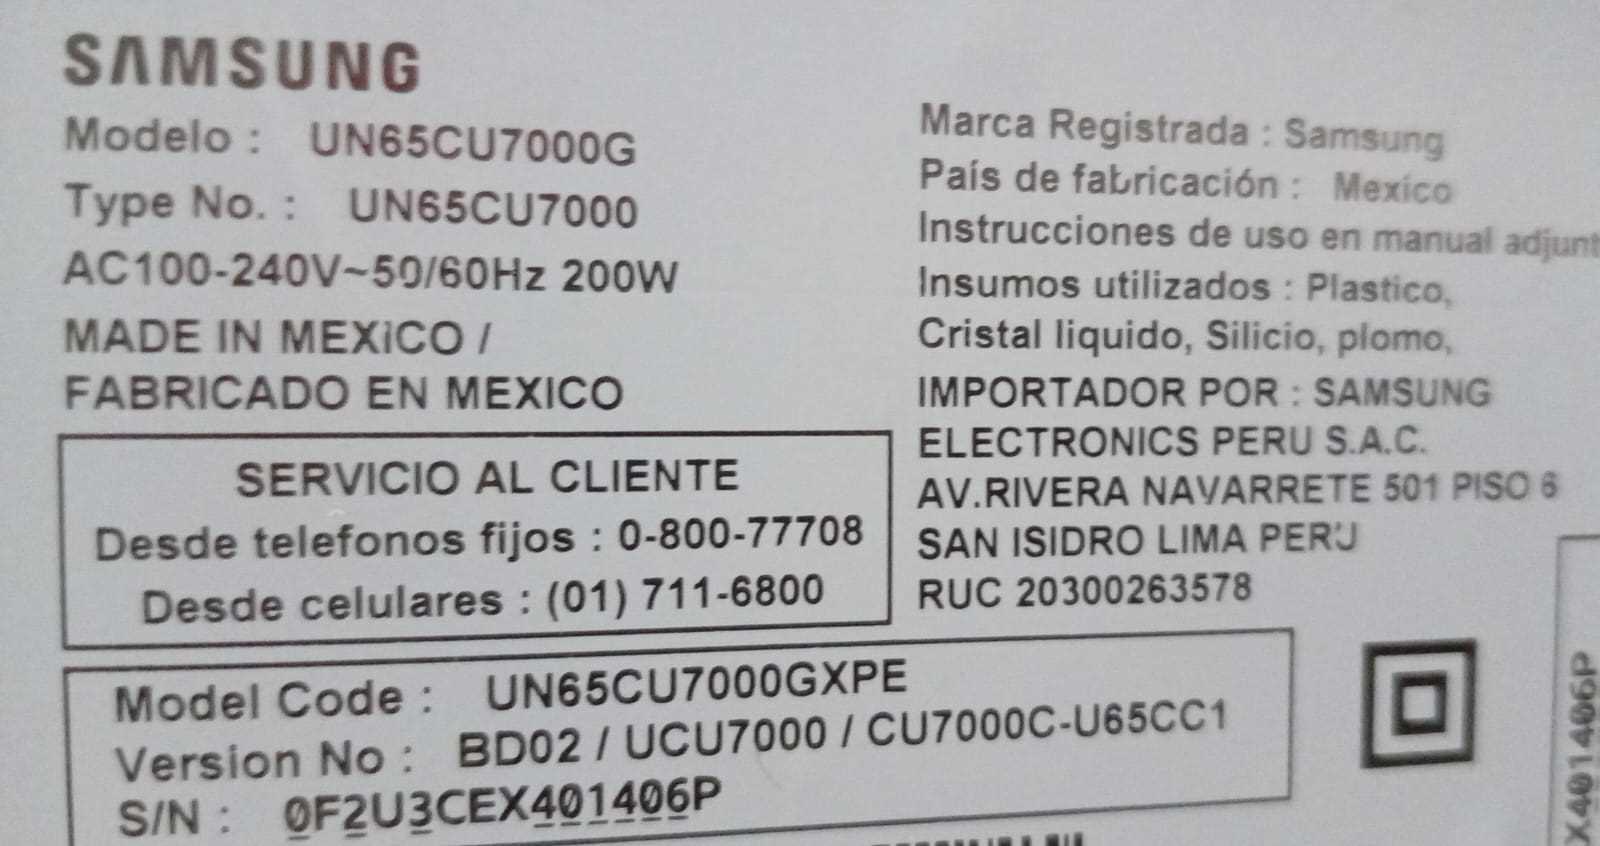 SAMSUNG
Modelo : UN65CU7000G
Type No. : UN65CU7000
AC100-240V~50/60Hz 200W
MADE IN MEXiCO /
FABRICADO EN MEXICO
SERVICIO AL CLIENTE
Desde telefonos fijos : 0-800-77708
Desde celulares : (01) 711-6800
Marca Registrada : Samsung
País de fabricación : Mexico
Instrucciones de uso en manual adjunt
Insumos utilizados : Plastico,
Cristal liquido, Silicio, plomo,
IMPORTADOR POR : SAMSUNG
ELECTRONICS PERU S.A.C.
AV.RIVERA NAVARRETE 501 PISO 6
SAN ISIDRO LIMA PERU
RUC 20300263578
Model Code : UN65CU7000GXPE
Version No : BD02 / UCU7000 / CU7000C-U65CC1
S/N : 0F2U3CEX401406P
X401406P